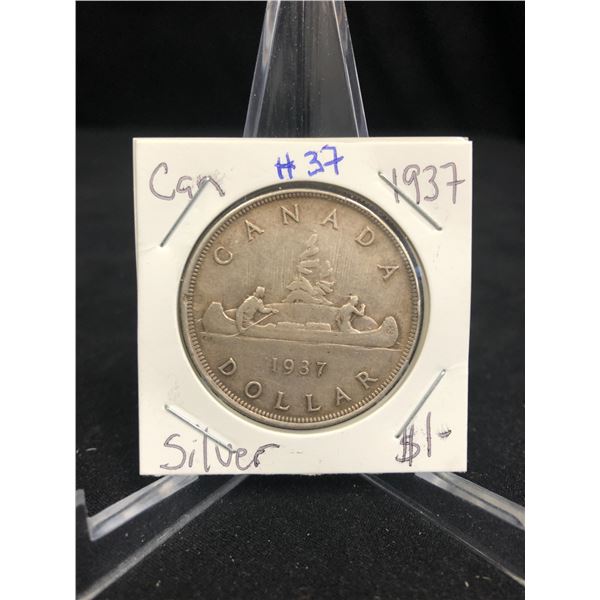 Can # 37 1937
CANADA
1937
DOLLAR
Silver $1-